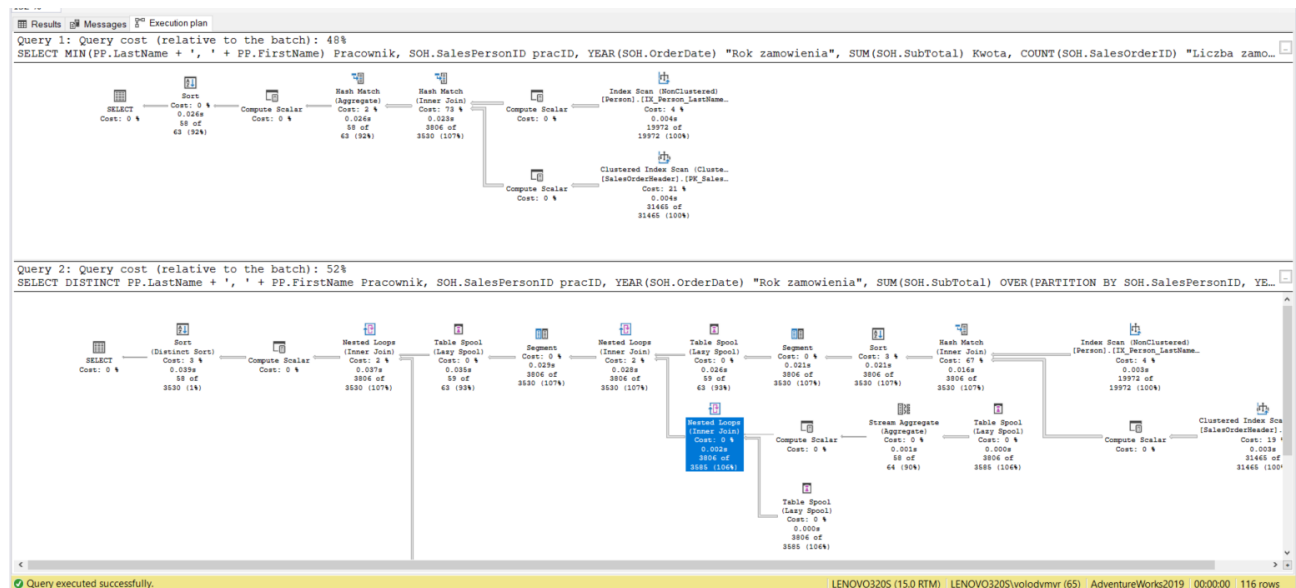 Results Messages Execution plan
Query 1: Query cost (relative to the batch): 48%
SELECT MIN(PP.LastName + ', ' + PP.FirstName) Pracownik, SOH.SalesPersonID pracID, YEAR(SOH.OrderDate) "Rok zamowienia", SUM(SOH.SubTotal) Kwota, COUNT(SOH.SalesOrderID) "Liczba zamo...
SELECT
Cost: 0 %
Sort
Cost: 0 %
0.026s
58 of
63 (92%)
Compute Scalar
Cost: 0 %
Hash Match
(Aggregate)
Cost: 2 %
0.026s
58 of
63 (92%)
Hash Match
(Inner Join)
Cost: 73 %
0.023s
3806 of
3530 (107%)
Compute Scalar
Cost: 0 %
Index Scan (NonClustered)
[Person].[IX_Person_LastName…
Cost: 4 %
0.004s
19972 of
19972 (100%)
Compute Scalar
Cost: 0 %
Clustered Index Scan (Cluste…
[SalesOrderHeader].[PK_Sales…
Cost: 21 %
0.004s
31465 of
31465 (100%)
Query 2: Query cost (relative to the batch): 52%
SELECT DISTINCT PP.LastName + ', ' + PP.FirstName Pracownik, SOH.SalesPersonID pracID, YEAR(SOH.OrderDate) "Rok zamowienia", SUM(SOH.SubTotal) OVER(PARTITION BY SOH.SalesPersonID, YE…
SELECT
Cost: 0 %
Sort
(Distinct Sort)
Cost: 3 %
0.039s
58 of
3530 (1%)
Compute Scalar
Cost: 0 %
Nested Loops
(Inner Join)
Cost: 2 %
0.037s
3806 of
3530 (107%)
Table Spool
(Lazy Spool)
Cost: 0 %
0.035s
59 of
63 (93%)
Segment
Cost: 0 %
0.029s
3806 of
3530 (107%)
Nested Loops
(Inner Join)
Cost: 2 %
0.028s
3806 of
3530 (107%)
Table Spool
(Lazy Spool)
Cost: 0 %
0.026s
59 of
63 (93%)
Segment
Cost: 0 %
0.021s
3806 of
3530 (107%)
Sort
Cost: 3 %
0.021s
3806 of
3530 (107%)
Hash Match
(Inner Join)
Cost: 67 %
0.016s
3806 of
3530 (107%)
Index Scan (NonClustered)
[Person].[IX_Person_LastName…
Cost: 4 %
0.003s
19972 of
19972 (100%)
Nested Loops
(Inner Join)
Cost: 0 %
0.002s
3806 of
3585 (106%)
Compute Scalar
Cost: 0 %
Stream Aggregate
(Aggregate)
Cost: 0 %
0.001s
58 of
64 (90%)
Table Spool
(Lazy Spool)
Cost: 0 %
0.000s
3806 of
3585 (106%)
Compute Scalar
Cost: 0 %
Clustered Index Sca
[SalesOrderHeader].
Cost: 19
0.003s
31465 of
31465 (100%
Table Spool
(Lazy Spool)
Cost: 0 %
0.000s
3806 of
3585 (106%)
Query executed successfully.
LENOVO320S (15.0 RTM) LENOVO320S\volodymyr (65) AdventureWorks2019 00:00:00 116 rows